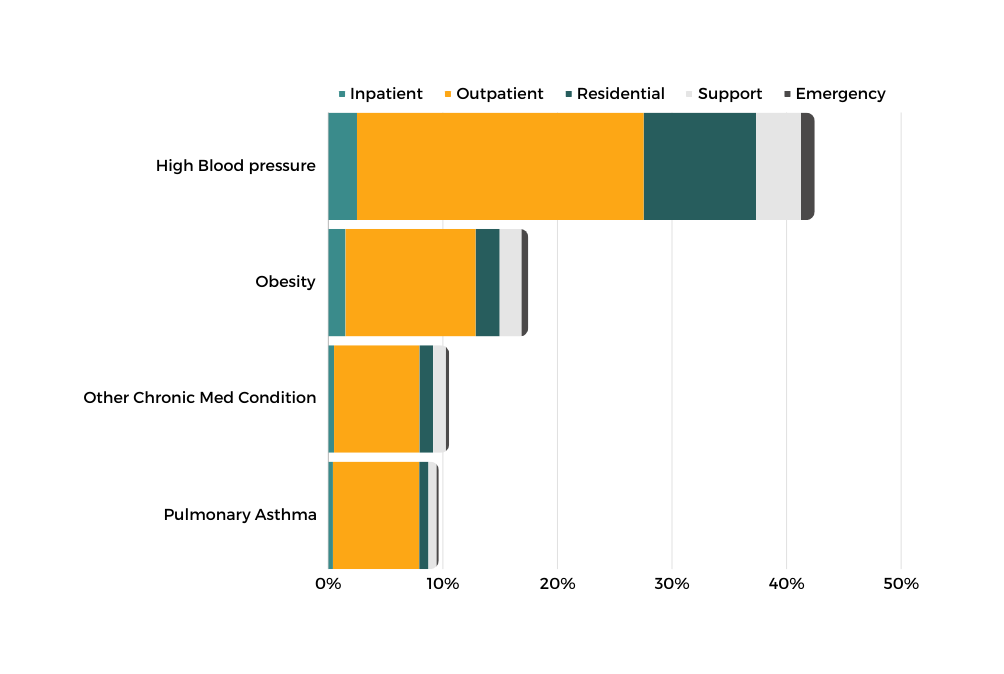 Inpatient Outpatient Residential Support Emergency
High Blood pressure
Obesity
Other Chronic Med Condition
Pulmonary Asthma
0% 10% 20% 30% 40% 50%